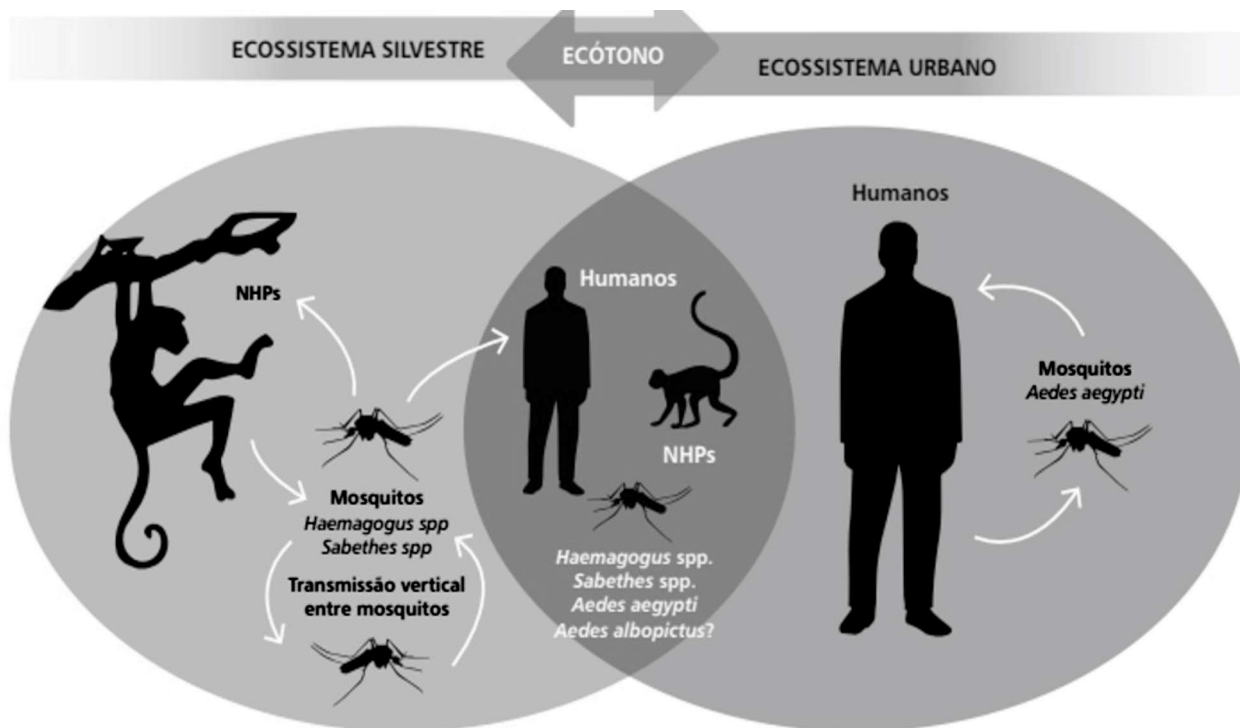 ECOSSISTEMA SILVESTRE
ECÓTONO
ECOSSISTEMA URBANO
NHPs
Mosquitos
Haemagogus spp
Sabethes spp
Transmissão vertical
entre mosquitos
Humanos
NHPs
Haemagogus spp.
Sabethes spp.
Aedes aegypti
Aedes albopictus?
Humanos
Mosquitos
Aedes aegypti